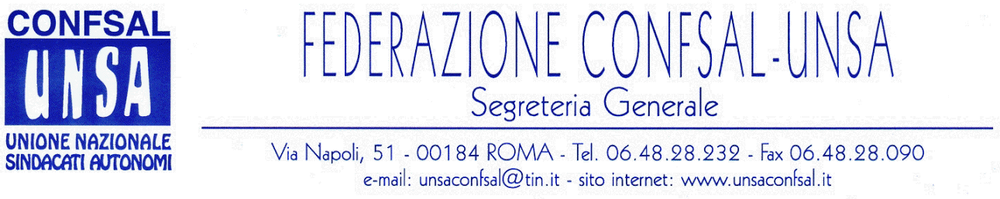 CONFSAL
UNSA
UNIONE NAZIONALE
SINDACATI AUTONOMI
FEDERAZIONE CONFSAL-UNSA
Segreteria Generale
Via Napoli, 51 - 00184 ROMA - Tel. 06.48.28.232 - Fax 06.48.28.090
e-mail: unsaconfsal@tin.it - sito internet: www.unsaconfsal.it